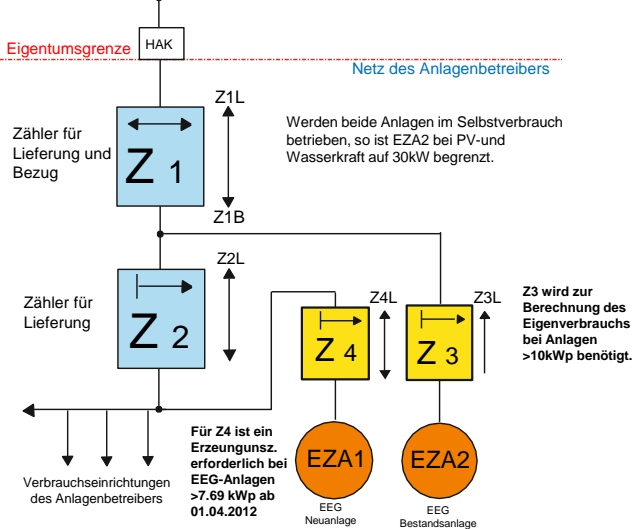 Eigentumsgrenze
HAK
Netz des Anlagenbetreibers
Z1L
Zähler für
Lieferung und
Bezug
Z 1
Werden beide Anlagen im Selbstverbrauch
betrieben, so ist EZA2 bei PV-und
Wasserkraft auf 30kW begrenzt.
Z1B
Z2L
Zähler für
Lieferung
Z 2
Z4L
Z 4
Z3L
Z 3
Z3 wird zur
Berechnung des
Eigenverbrauchs
bei Anlagen
>10kWp benötigt.
Für Z4 ist ein
Erzeungunsz.
erforderlich bei
EEG-Anlagen
>7.69 kWp ab
01.04.2012
EZA1
EZA2
Verbrauchseinrichtungen
des Anlagenbetreibers
EEG
Neuanlage
EEG
Bestandsanlage